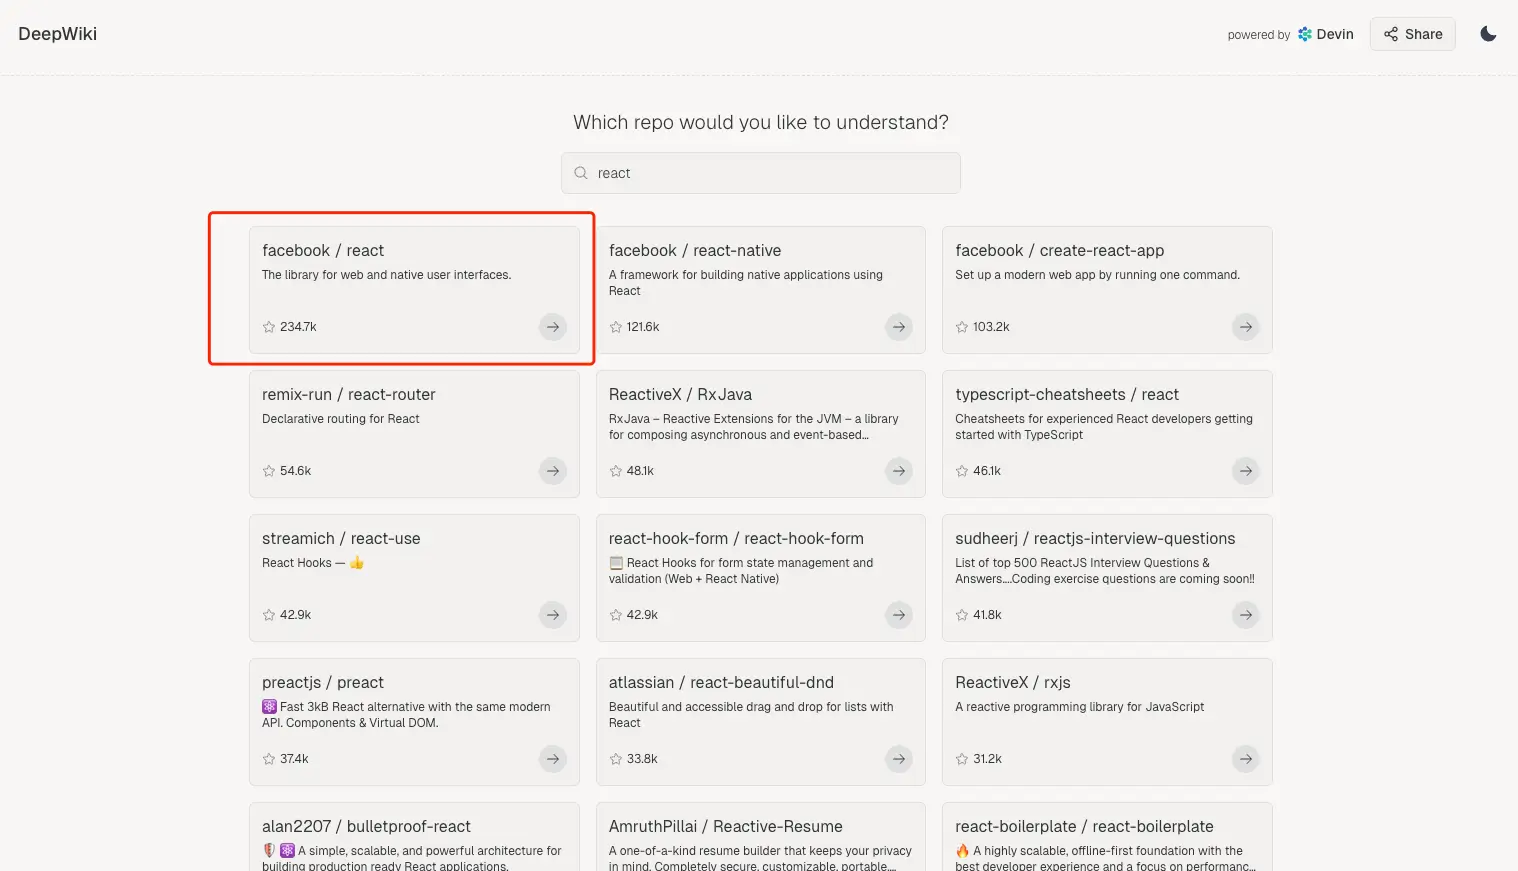 DeepWiki
powered by Devin
Share
Which repo would you like to understand?
react
facebook / react
The library for web and native user interfaces.
234.7k
facebook / react-native
A framework for building native applications using
React
121.6k
facebook / create-react-app
Set up a modern web app by running one command.
103.2k
remix-run / react-router
Declarative routing for React
54.6k
ReactiveX / RxJava
RxJava – Reactive Extensions for the JVM – a library
for composing asynchronous and event-based...
48.1k
typescript-cheatsheets / react
Cheatsheets for experienced React developers getting
started with TypeScript
46.1k
streamich / react-use
React Hooks — 👍
42.9k
react-hook-form / react-hook-form
React Hooks for form state management and
validation (Web + React Native)
42.9k
sudheerj / reactjs-interview-questions
List of top 500 ReactJS Interview Questions &
Answers....Coding exercise questions are coming soon!!
41.8k
preactjs / preact
⚛️ Fast 3kB React alternative with the same modern
API. Components & Virtual DOM.
37.4k
atlassian / react-beautiful-dnd
Beautiful and accessible drag and drop for lists with
React
33.8k
ReactiveX / rxjs
A reactive programming library for JavaScript
31.2k
alan2207 / bulletproof-react
🛡️ ⚛️ A simple, scalable, and powerful architecture for
building production ready React applications.
AmruthPillai / Reactive-Resume
A one-of-a-kind resume builder that keeps your privacy
in mind. Completely secure, customizable, portable,...
react-boilerplate / react-boilerplate
🔥 A highly scalable, offline-first foundation with the
best developer experience and a focus on performanc...